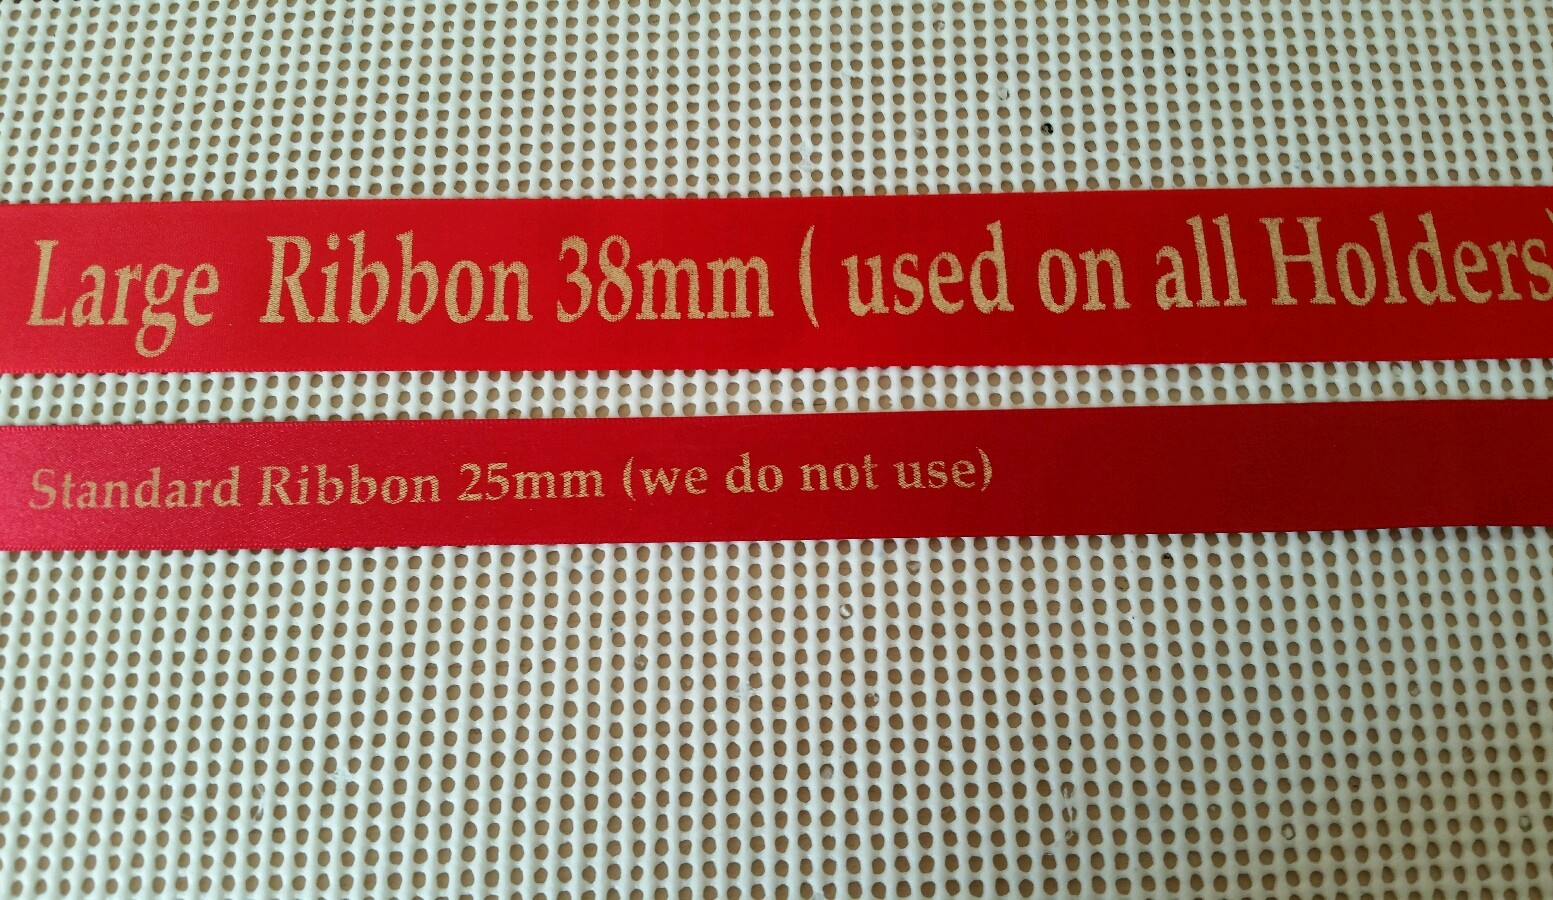 Large Ribbon 38mm ( used on all Holders)
Standard Ribbon 25mm (we do not use)